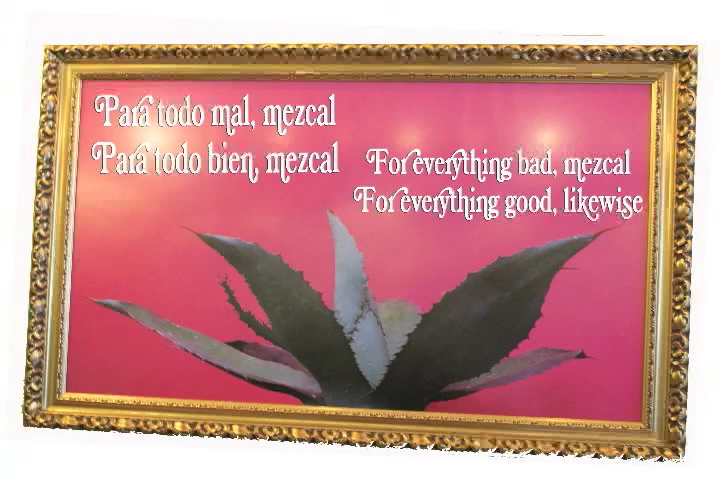 Para todo mal, mezcal
Para todo bien, mezcal
For everything bad, mezcal
For everything good, likewise